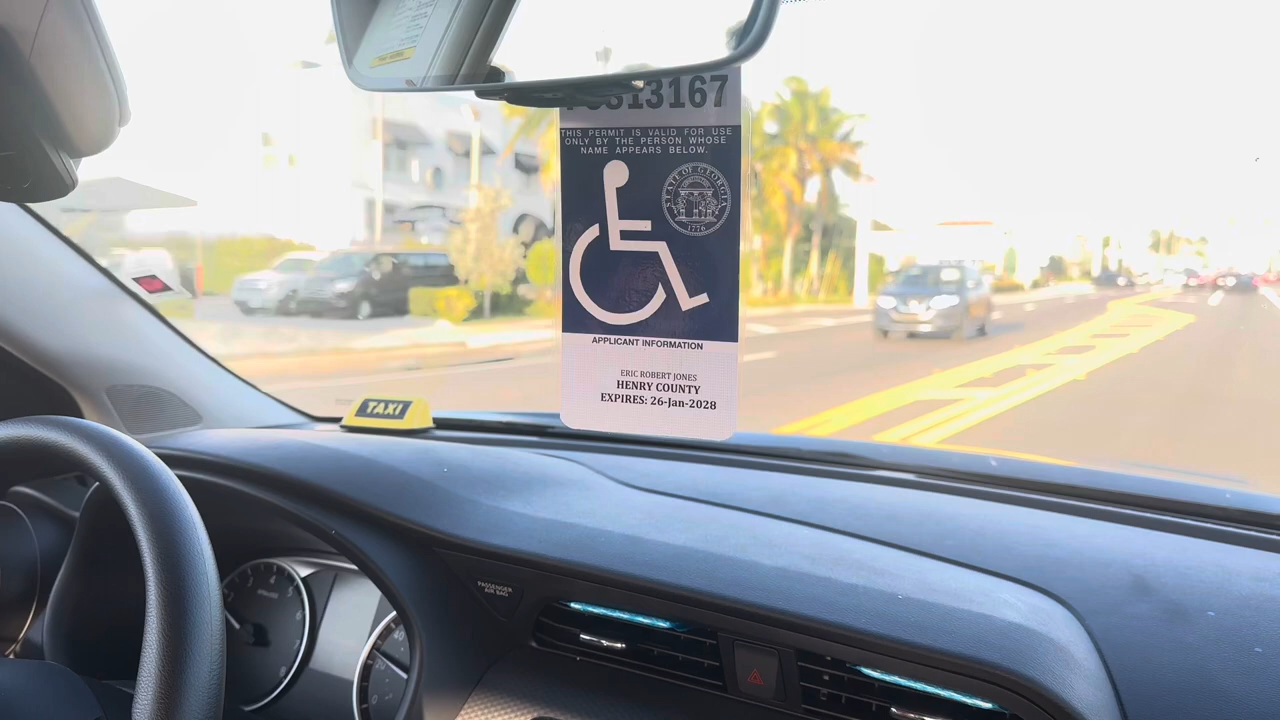 13167
THIS PERMIT IS VALID FOR USE
ONLY BY THE PERSON WHOSE
NAME APPEARS BELOW.
STATE OF GEORGIA
1776
APPLICANT INFORMATION
ERIC ROBERT JONES
HENRY COUNTY
EXPIRES: 26-Jan-2028
TAXI
PASSENGER
AIR BAG